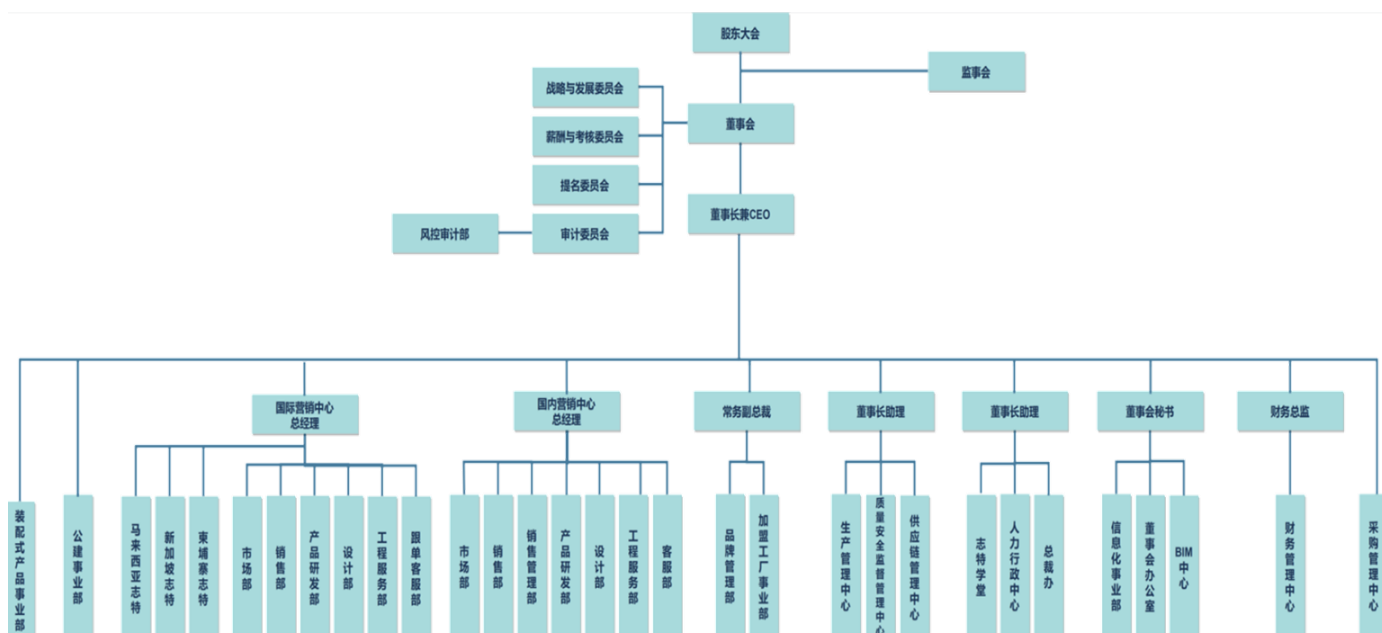 股东大会
监事会
战略与发展委员会
董事会
薪酬与考核委员会
提名委员会
董事长兼CEO
风控审计部
审计委员会
国际营销中心
总经理
国内营销中心
总经理
常务副总裁
董事长助理
董事长助理
董事会秘书
财务总监
装配式产品事业部
公建事业部
马来西亚志特
新加坡志特
柬埔寨志特
市场部
销售部
产品研发部
设计部
工程服务部
跟单客服部
市场部
销售部
销售管理部
产品研发部
设计部
工程服务部
客服部
品牌管理部
加盟工厂事业部
生产管理中心
质量安全监督管理中心
供应链管理中心
志特学堂
人力行政中心
总裁办
信息化事业部
董事会办公室
BIM中心
财务管理中心
采购管理中心